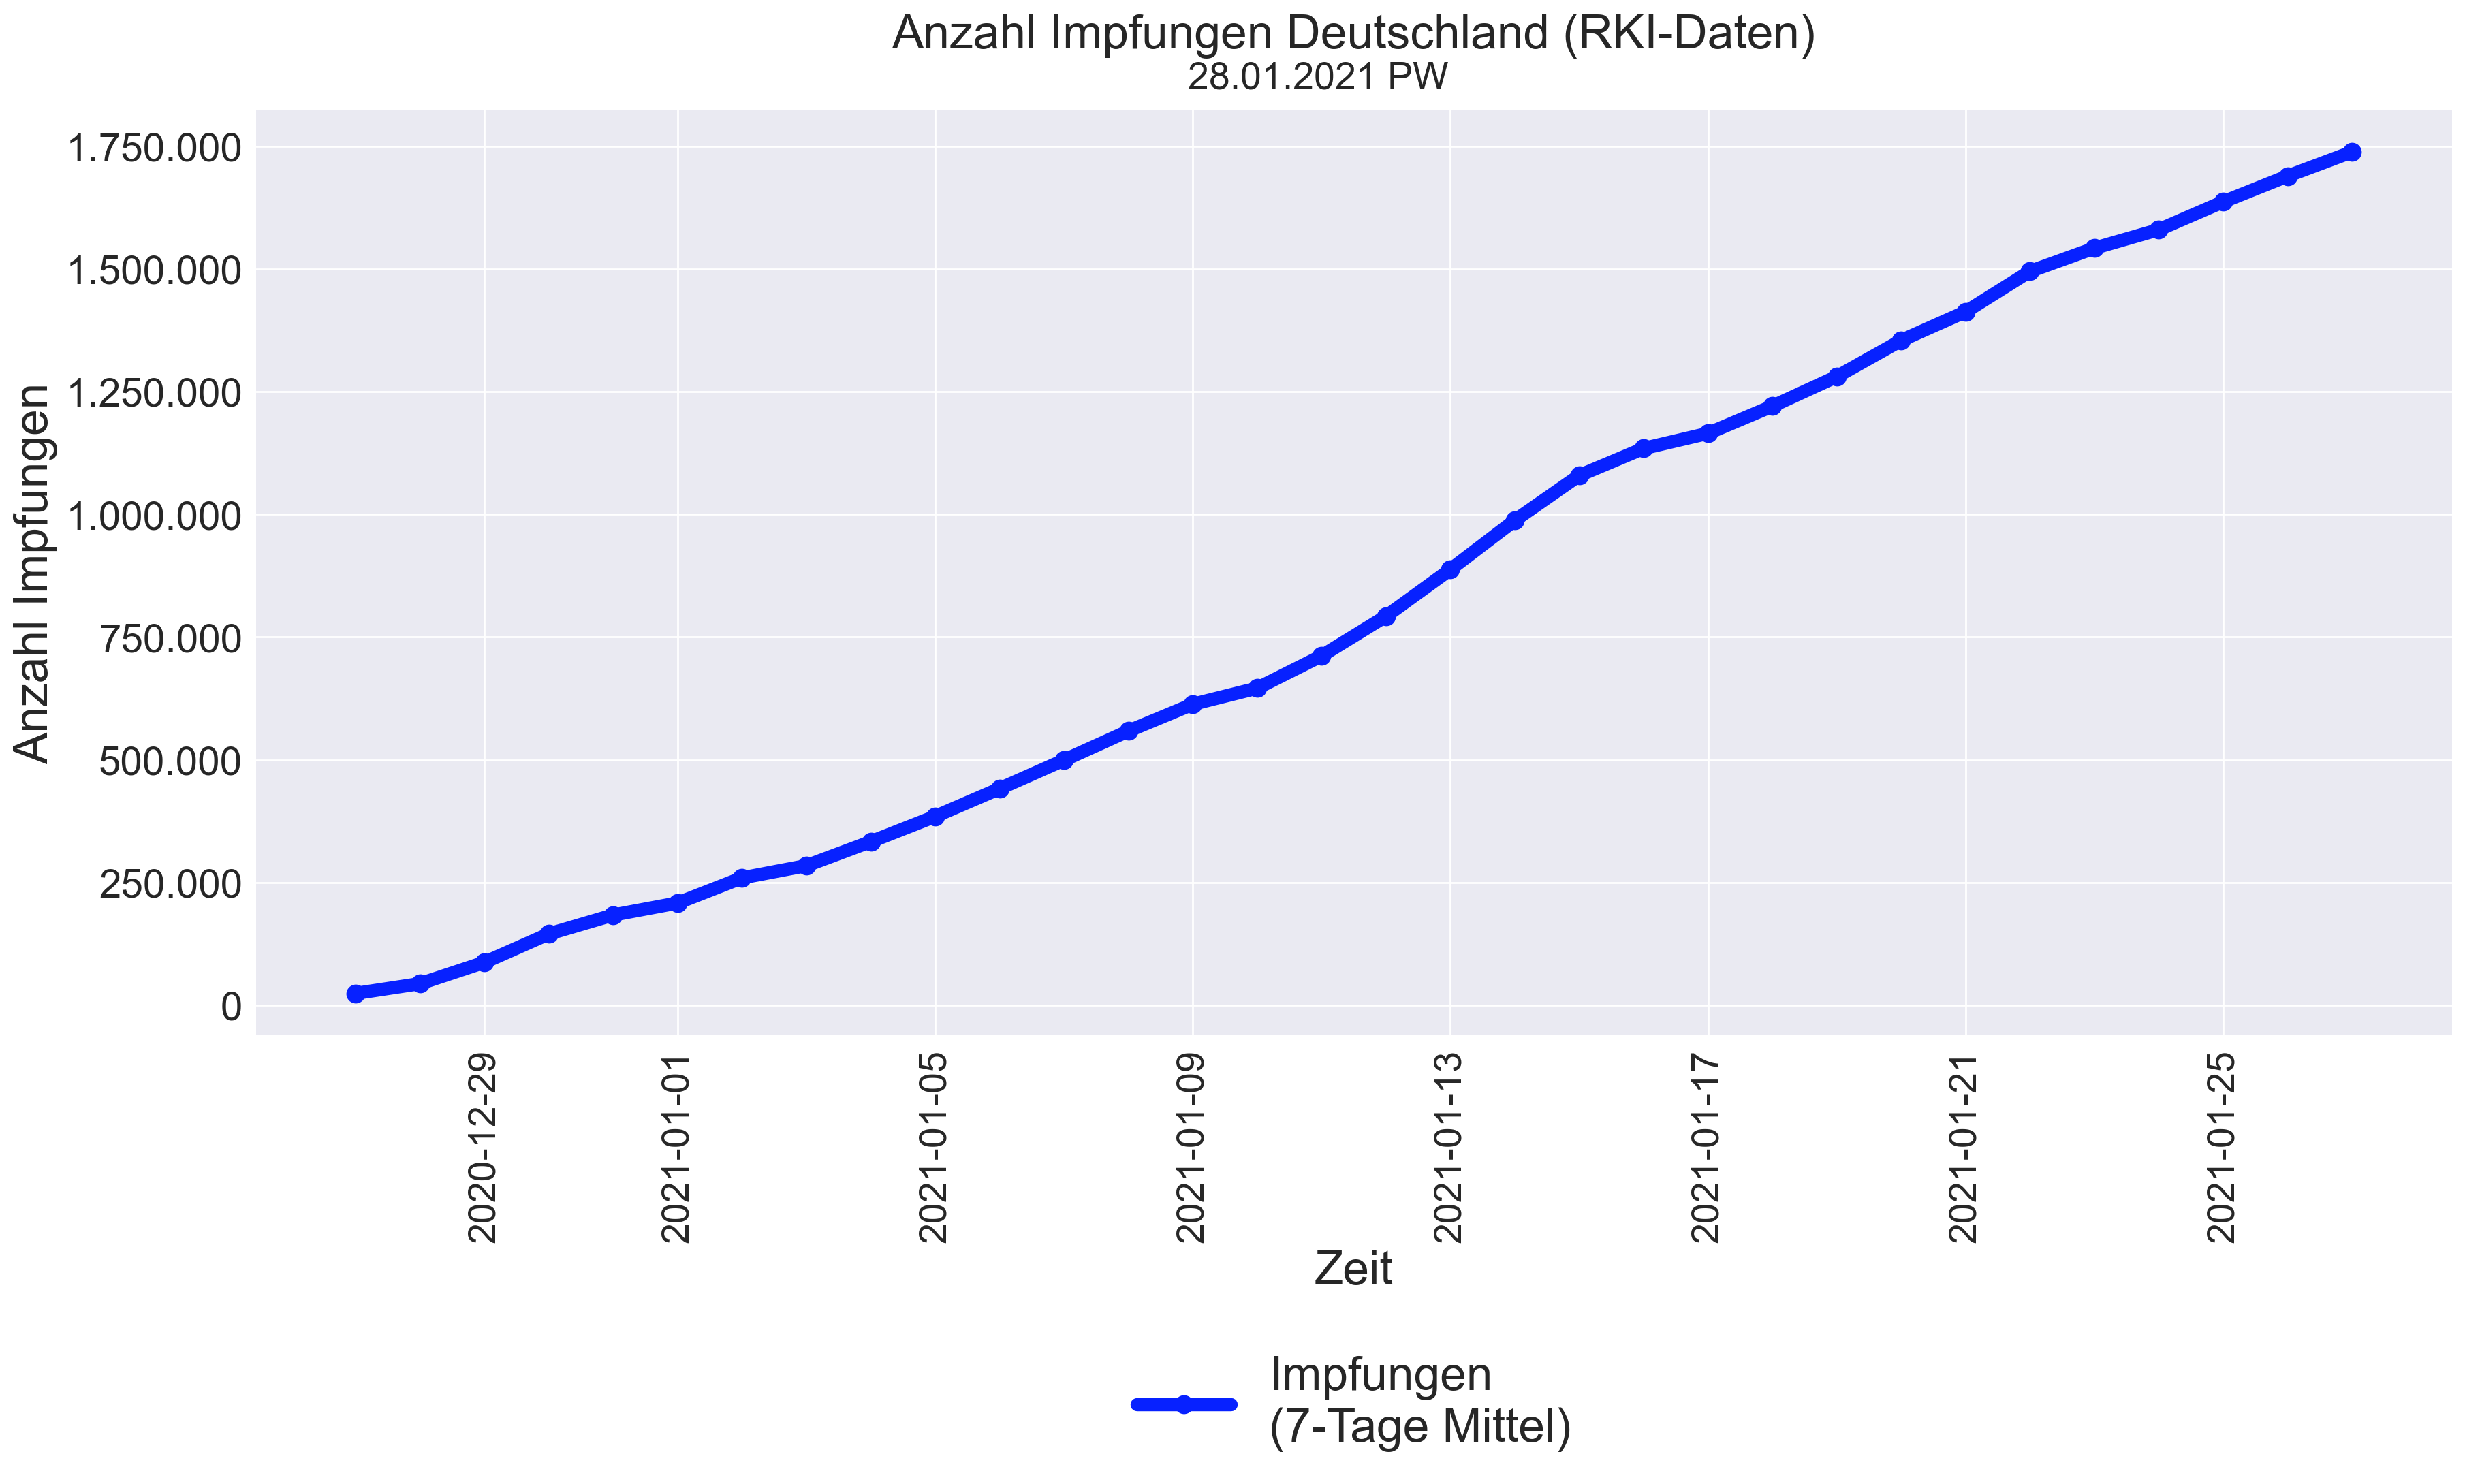 Anzahl Impfungen Deutschland (RKI-Daten)
28.01.2021 PW
Anzahl Impfungen
1.750.000
1.500.000
1.250.000
1.000.000
750.000
500.000
250.000
0
2020-12-29
2021-01-01
2021-01-05
2021-01-09
2021-01-13
2021-01-17
2021-01-21
2021-01-25
Zeit
Impfungen
(7-Tage Mittel)